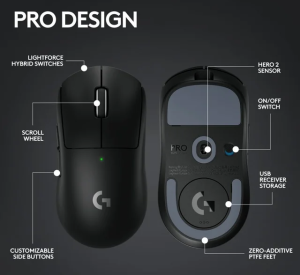 PRO DESIGN
LIGHTFORCE
HYBRID SWITCHES
HERO 2
SENSOR
ON/OFF
SWITCH
SCROLL
WHEEL
HERO
USB
RECEIVER
STORAGE
G
G
CUSTOMIZABLE
SIDE BUTTONS
ZERO-ADDITIVE
PTFE FEET